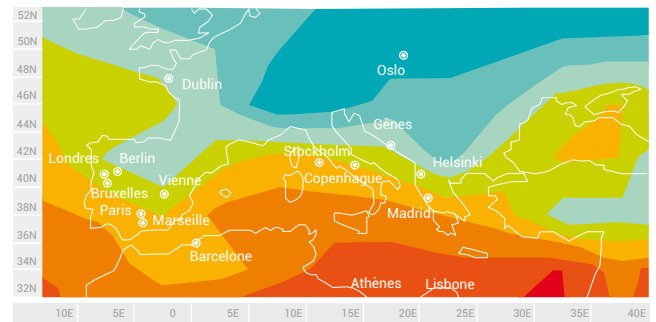 52N
50N
Oslo
48N
Dublin
46N
44N
Gênes
42N
Londres
Berlin
Stockholm
Helsinki
40N
Bruxelles
Vienne
Copenhague
38N
Paris
Marseille
Madrid
36N
Barcelone
34N
32N
Athènes
Lisbone
10E 5E 0 5E 10E 15E 20E 25E 30E 35E 40E